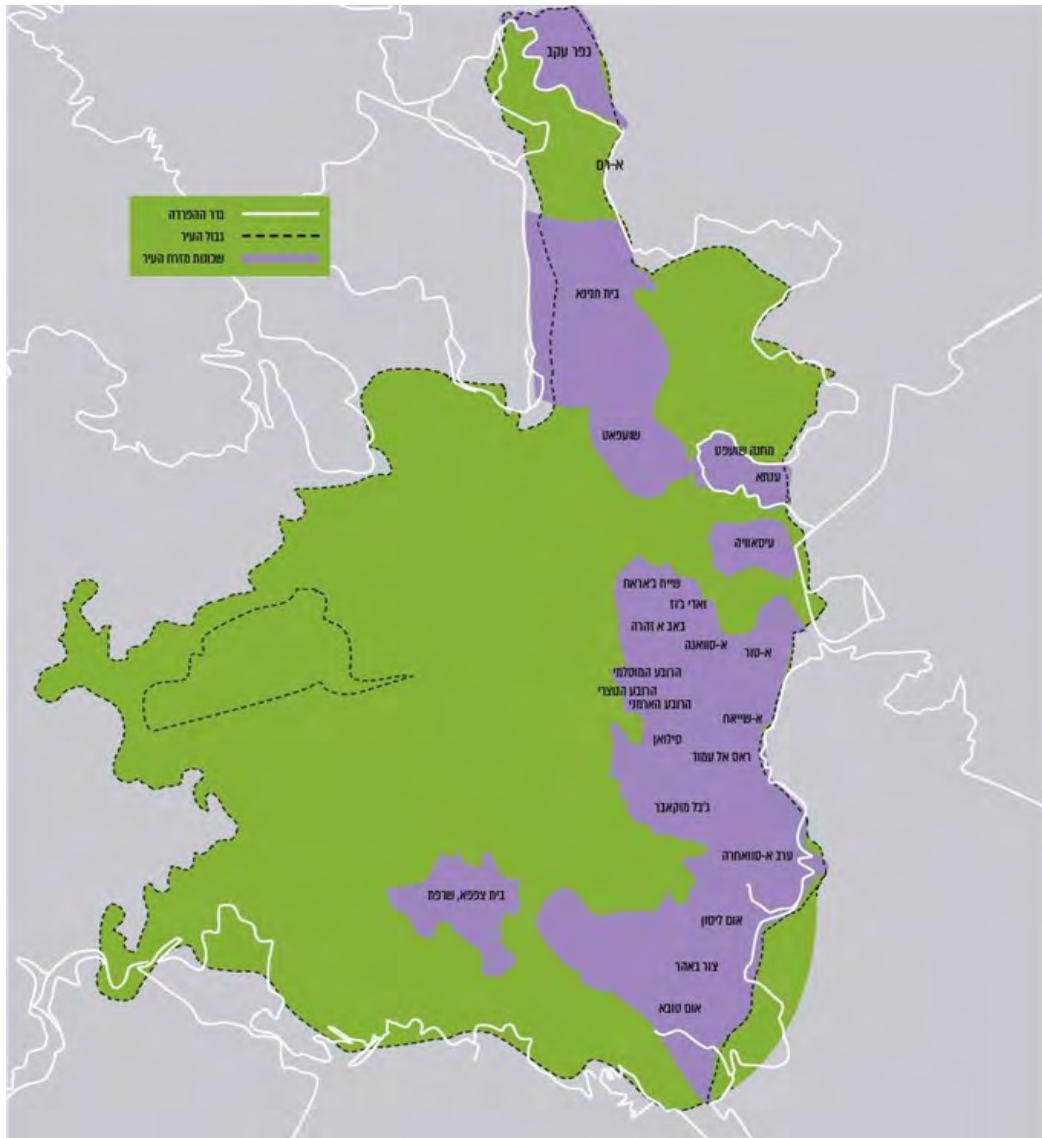 כפר עקב
א-רם
גדר ההפרדה
גבול העיר
שכונות מזרח העיר
בית חנינא
שועפאט
מחנה שועפט
ענתא
עיסאוויה
שייח ג'אראח
ואדי ג'וז
באב א זהרה
א-סוואנה
א-טור
הרובע המוסלמי
הרובע הנוצרי
הרובע הארמני
א-שייאח
סילואן
ראס אל עמוד
ג'בל מוקאבר
ערב א-סוואחרה
בית צפפא, שרפת
אום ליסון
צור באהר
אום טובא